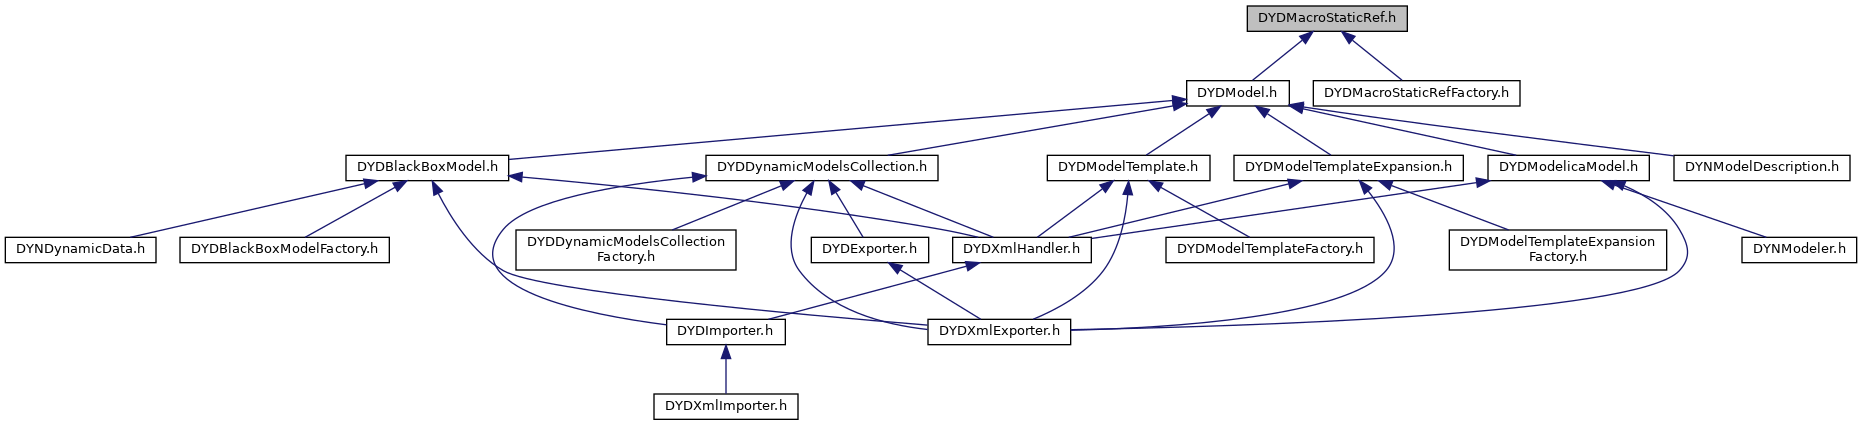 DYDMacroStaticRef.h
DYDModel.h
DYDMacroStaticRefFactory.h
DYDBlackBoxModel.h
DYDDynamicModelsCollection.h
DYDModelTemplate.h
DYDModelTemplateExpansion.h
DYDModelicaModel.h
DYNModelDescription.h
DYNDynamicData.h
DYDBlackBoxModelFactory.h
DYDDynamicModelsCollection
Factory.h
DYDExporter.h
DYDXmlHandler.h
DYDModelTemplateFactory.h
DYDModelTemplateExpansion
Factory.h
DYNModeler.h
DYDImporter.h
DYDXmlExporter.h
DYDXmlImporter.h